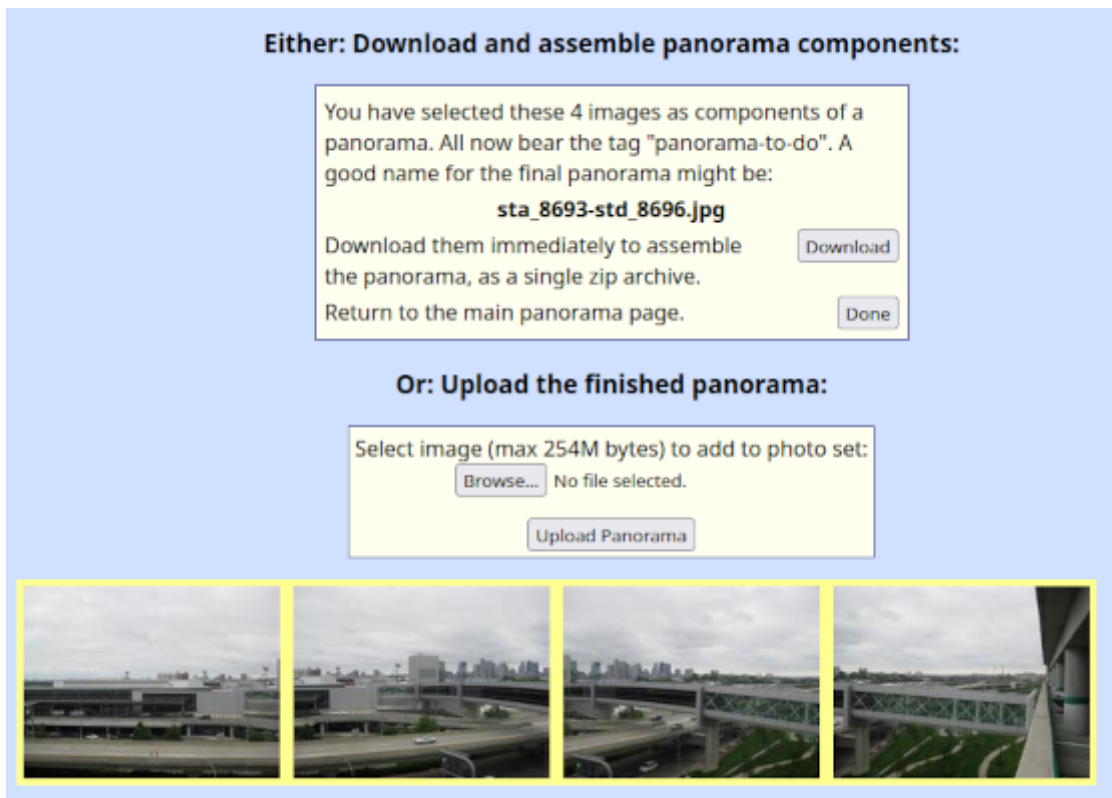 Either: Download and assemble panorama components:
You have selected these 4 images as components of a
panorama. All now bear the tag "panorama-to-do". A
good name for the final panorama might be:
sta_8693-std_8696.jpg
Download them immediately to assemble
the panorama, as a single zip archive.
Download
Return to the main panorama page.
Done
Or: Upload the finished panorama:
Select image (max 254M bytes) to add to photo set:
Browse... No file selected.
Upload Panorama